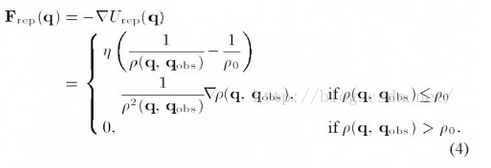 F_rep(q) = −∇U_rep(q)
= { η ( 1/ρ(q, q_obs) − 1/ρ_0 )
1/ρ²(q, q_obs) ∇ρ(q, q_obs), if ρ(q, q_obs) ≤ ρ_0
0, if ρ(q, q_obs) > ρ_0.
(4)